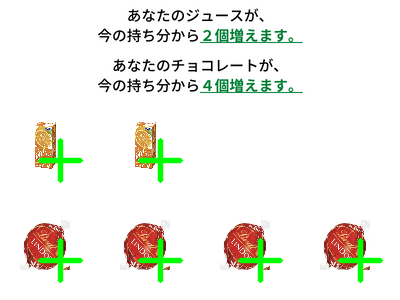 あなたのジュースが、
今の持ち分から２個増えます。
あなたのチョコレートが、
今の持ち分から４個増えます。